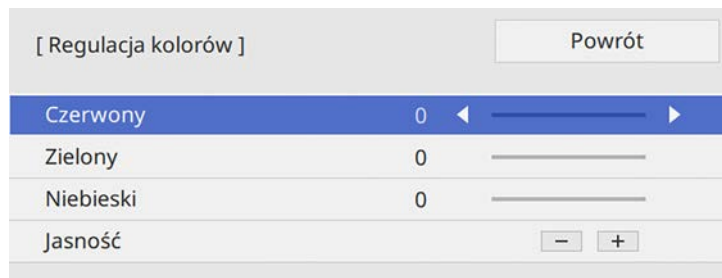 [ Regulacja kolorów ] Powrót
Czerwony 0
Zielony 0
Niebieski 0
Jasność − +